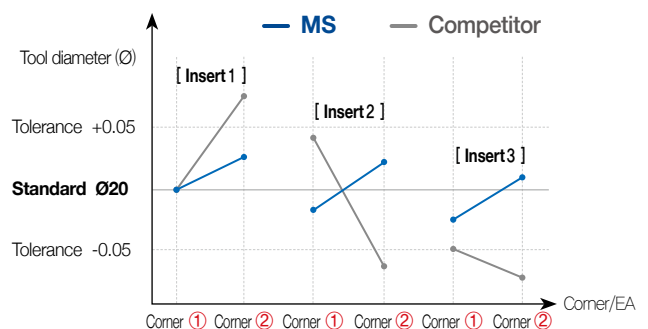 MS Competitor
Tool diameter (Ø)
[ Insert 1 ]
[ Insert 2 ]
[ Insert 3 ]
Tolerance +0.05
Standard Ø20
Tolerance -0.05
Corner/EA
Corner ① Corner ② Corner ① Corner ② Corner ① Corner ②